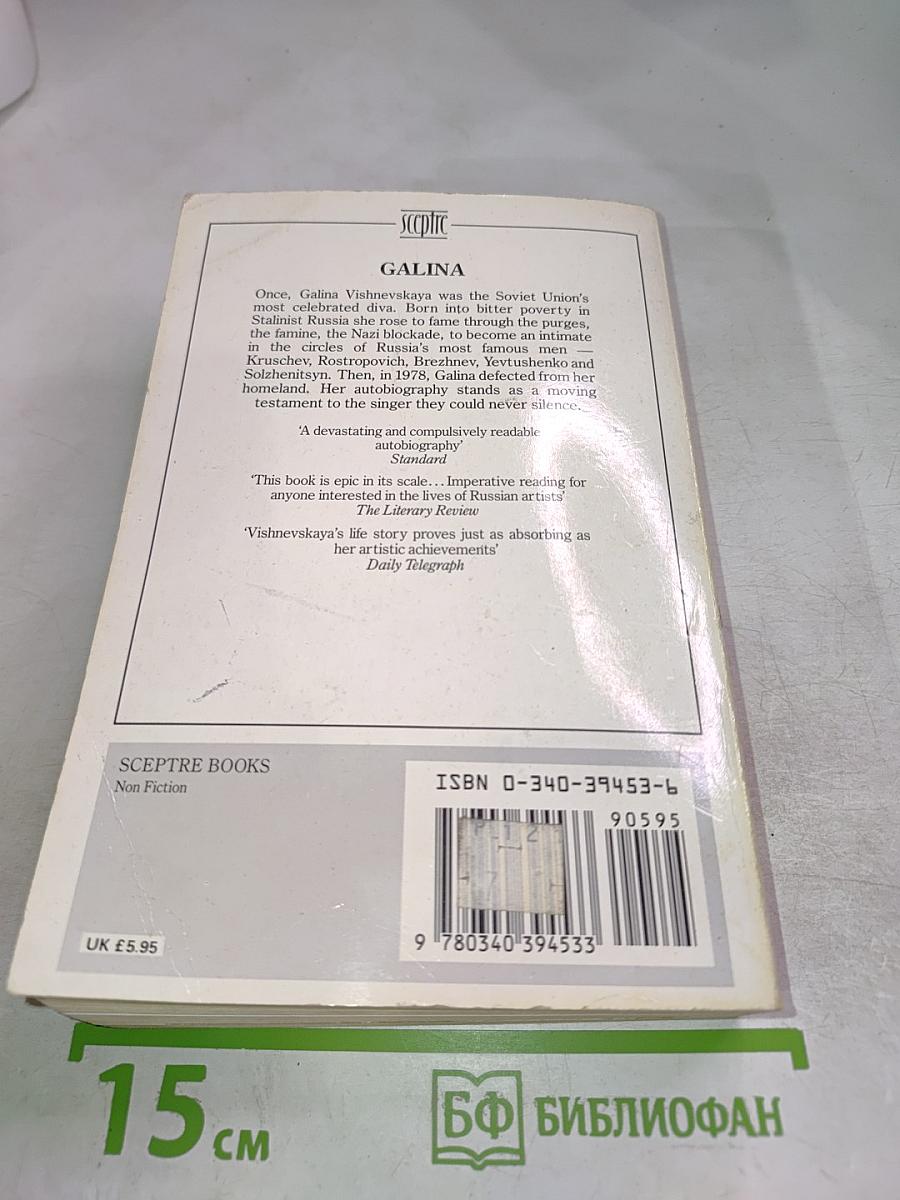 sceptre
GALINA
Once, Galina Vishnevskaya was the Soviet Union's
most celebrated diva. Born into bitter poverty in
Stalinist Russia she rose to fame through the purges,
the famine, the Nazi blockade, to become an intimate
in the circles of Russia's most famous men —
Kruschev, Rostropovich, Brezhnev, Yevtushenko and
Solzhenitsyn. Then, in 1978, Galina defected from her
homeland. Her autobiography stands as a moving
testament to the singer they could never silence.
'A devastating and compulsively readable
autobiography'
Standard
'This book is epic in its scale...Imperative reading for
anyone interested in the lives of Russian artists'
The Literary Review
'Vishnevskaya's life story proves just as absorbing as
her artistic achievements'
Daily Telegraph
SCEPTRE BOOKS
Non Fiction
ISBN 0-340-39453-6
90595
9 780340 394533
UK £5.95
15 см
БФ БИБЛИОФАН